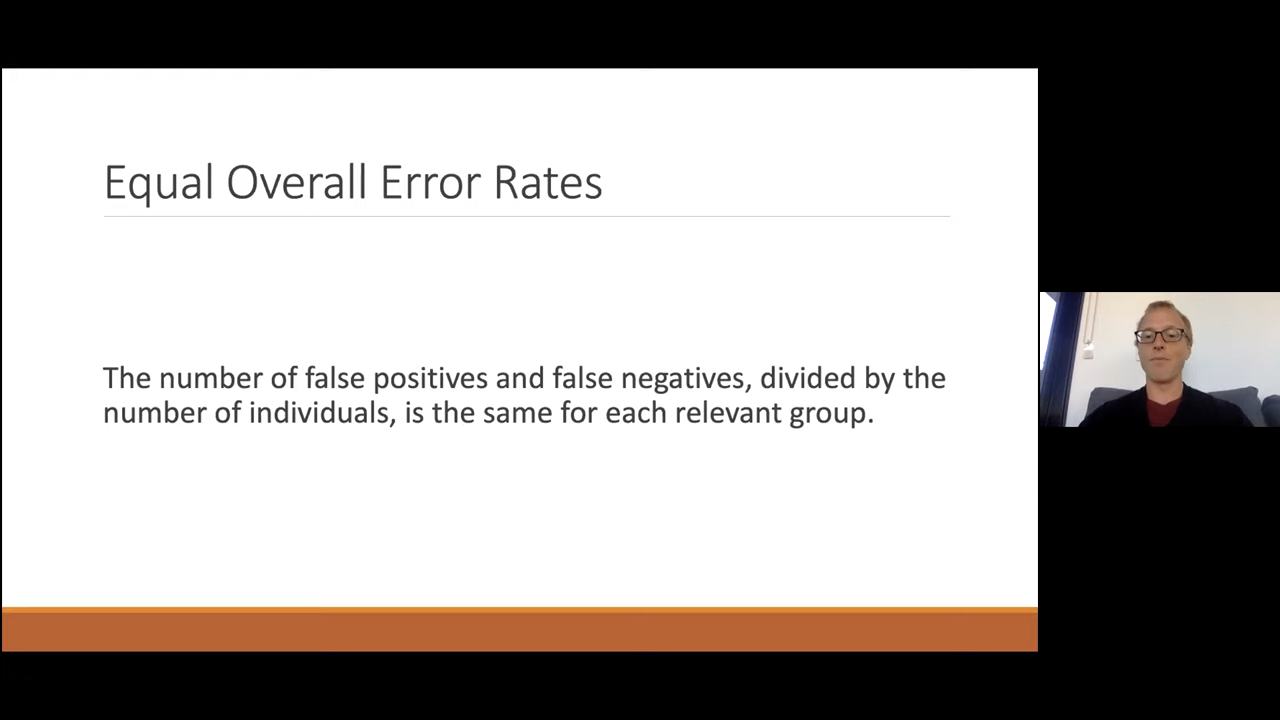 Equal Overall Error Rates
The number of false positives and false negatives, divided by the
number of individuals, is the same for each relevant group.